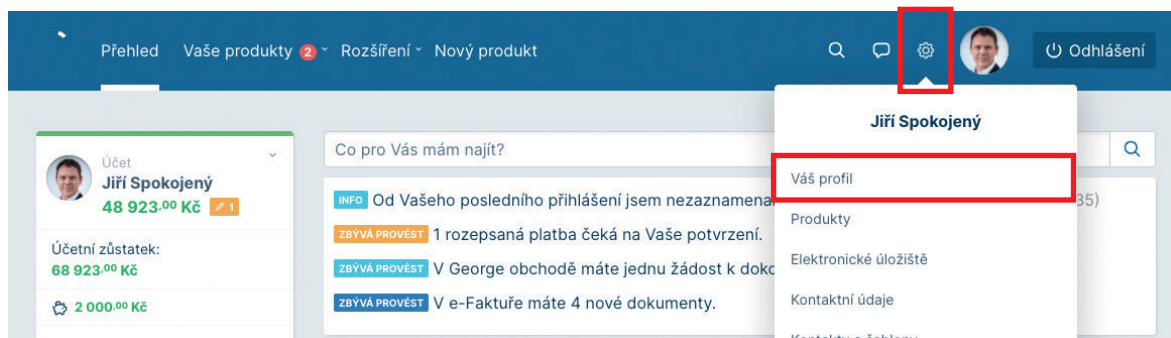 Přehled Vaše produkty 2 Rozšíření Nový produkt Odhlášení
Jiří Spokojený
Váš profil
Produkty
Elektronické úložiště
Kontaktní údaje
Kontakty a šablony
Účet
Jiří Spokojený
48 923,00 Kč 1
Účetní zůstatek:
68 923,00 Kč
2 000,00 Kč
Co pro Vás mám najít?
INFO Od Vašeho posledního přihlášení jsem nezaznamena 35)
ZBÝVÁ PROVÉST 1 rozepsaná platba čeká na Vaše potvrzení.
ZBÝVÁ PROVÉST V George obchodě máte jednu žádost k doko
ZBÝVÁ PROVÉST V e-Faktuře máte 4 nové dokumenty.